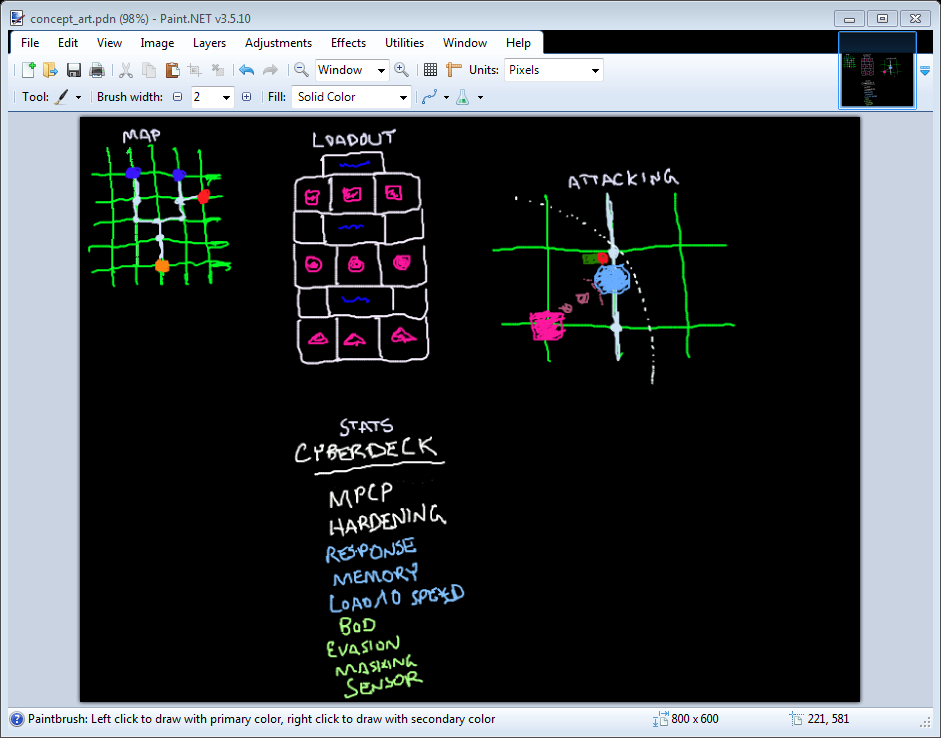 concept_art.pdn (98%) - Paint.NET v3.5.10
File Edit View Image Layers Adjustments Effects Utilities Window Help
Window Units: Pixels
Tool: Brush width: 2 Fill: Solid Color
MAP
LOADOUT
ATTACKING
STATS
CYBERDECK
MPCP
HARDENING
RESPONSE
MEMORY
LOAD/IO SPEED
BOD
EVASION
MASKING
SENSOR
Paintbrush: Left click to draw with primary color, right click to draw with secondary color 800 x 600 221, 581